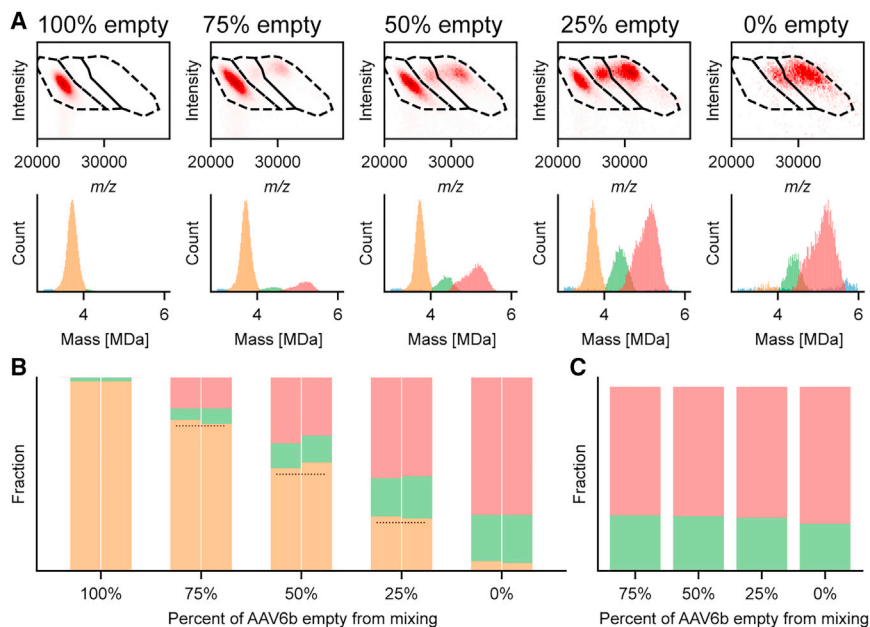 A
100% empty
75% empty
50% empty
25% empty
0% empty
Intensity
Intensity
Intensity
Intensity
Intensity
20000 30000
20000 30000
20000 30000
20000 30000
20000 30000
m/z
m/z
m/z
m/z
m/z
Count
Count
Count
Count
Count
4 6
4 6
4 6
4 6
4 6
Mass [MDa]
Mass [MDa]
Mass [MDa]
Mass [MDa]
Mass [MDa]
B
Fraction
100% 75% 50% 25% 0%
Percent of AAV6b empty from mixing
C
Fraction
75% 50% 25% 0%
Percent of AAV6b empty from mixing